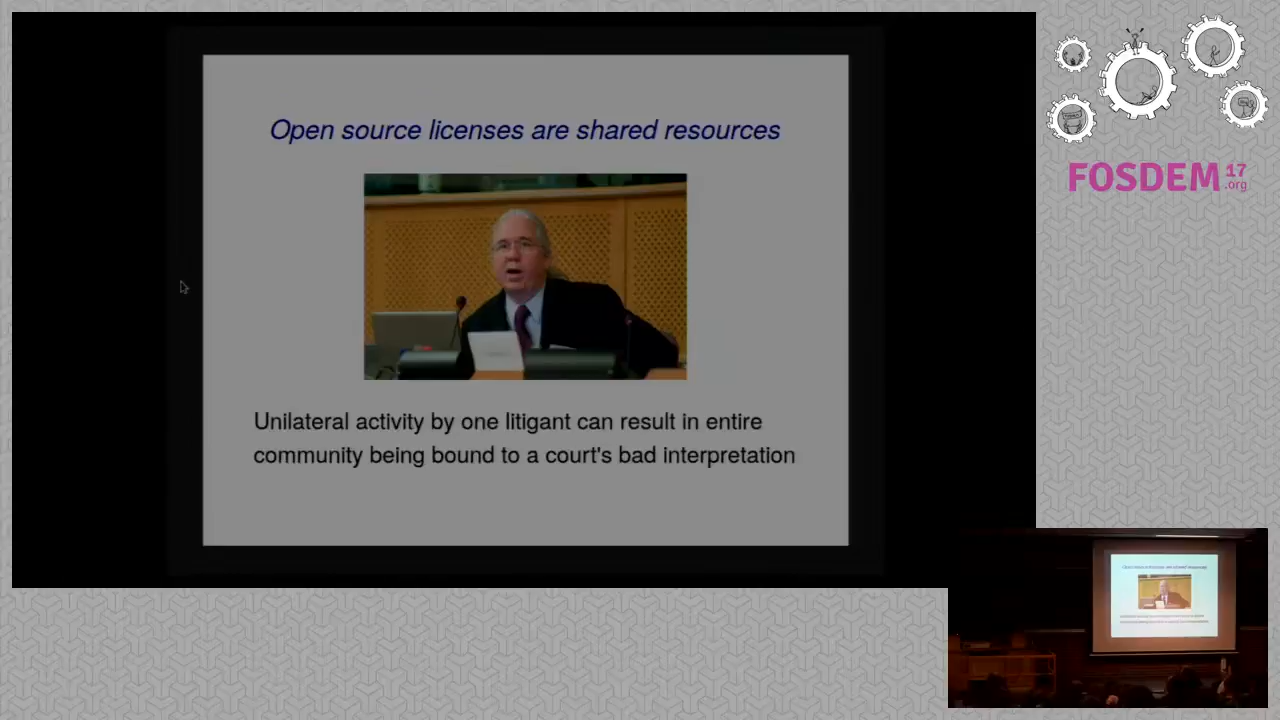 Open source licenses are shared resources
Unilateral activity by one litigant can result in entire
community being bound to a court's bad interpretation
FOSDEM 17
.org